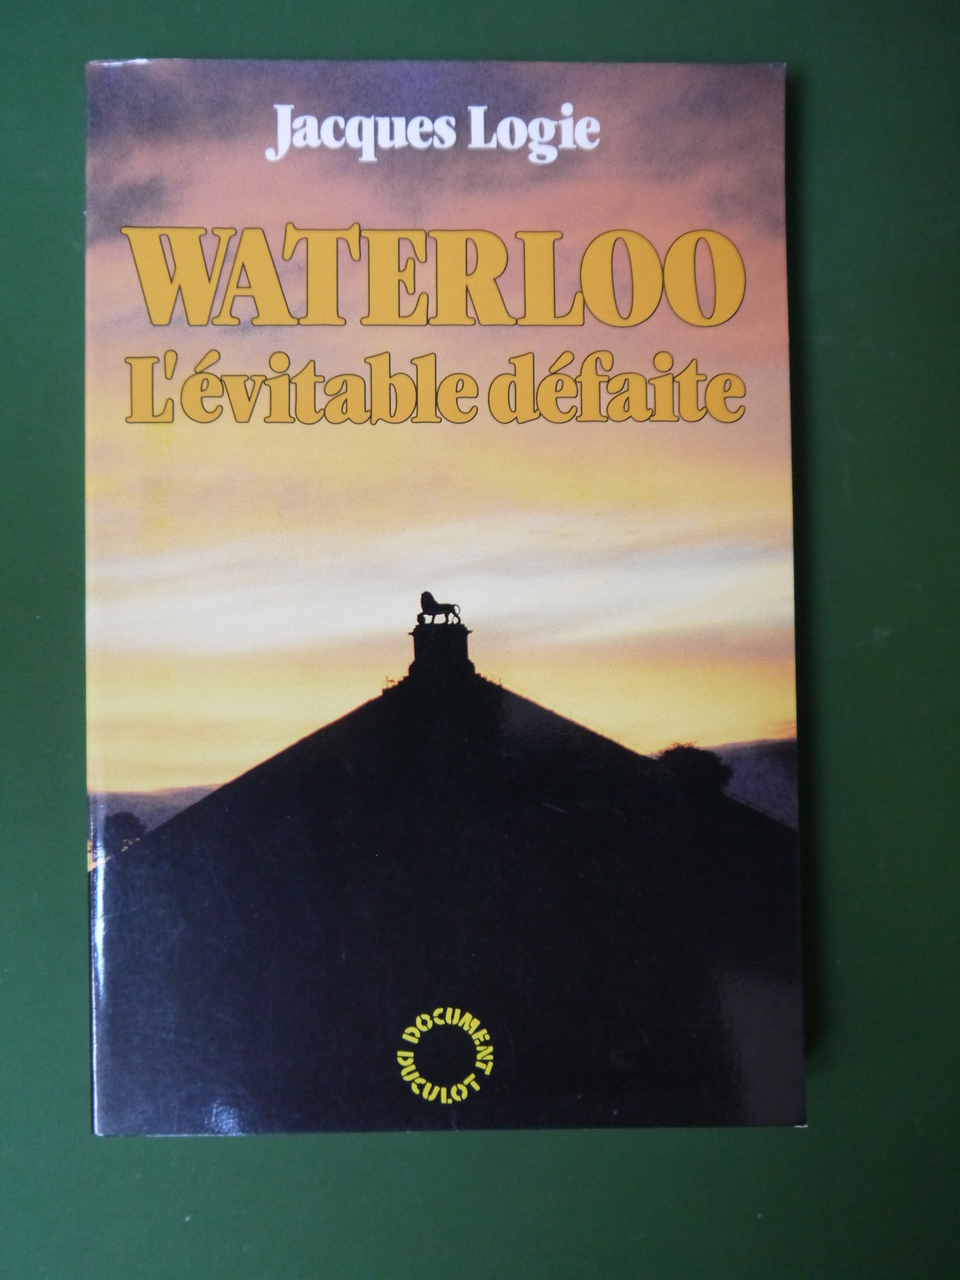 Jacques Logie
WATERLOO
L'évitable défaite
DOCUMENT
DUCULOT